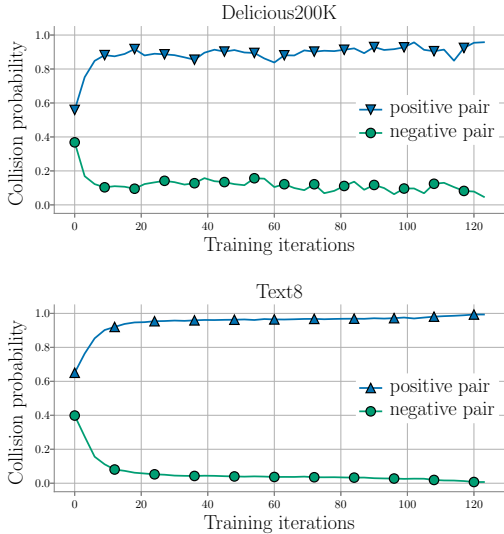 Delicious200K
Collision probability
1.0
0.8
0.6
0.4
0.2
0.0
positive pair
negative pair
0 20 40 60 80 100 120
Training iterations
Text8
Collision probability
1.0
0.8
0.6
0.4
0.2
0.0
positive pair
negative pair
0 20 40 60 80 100 120
Training iterations